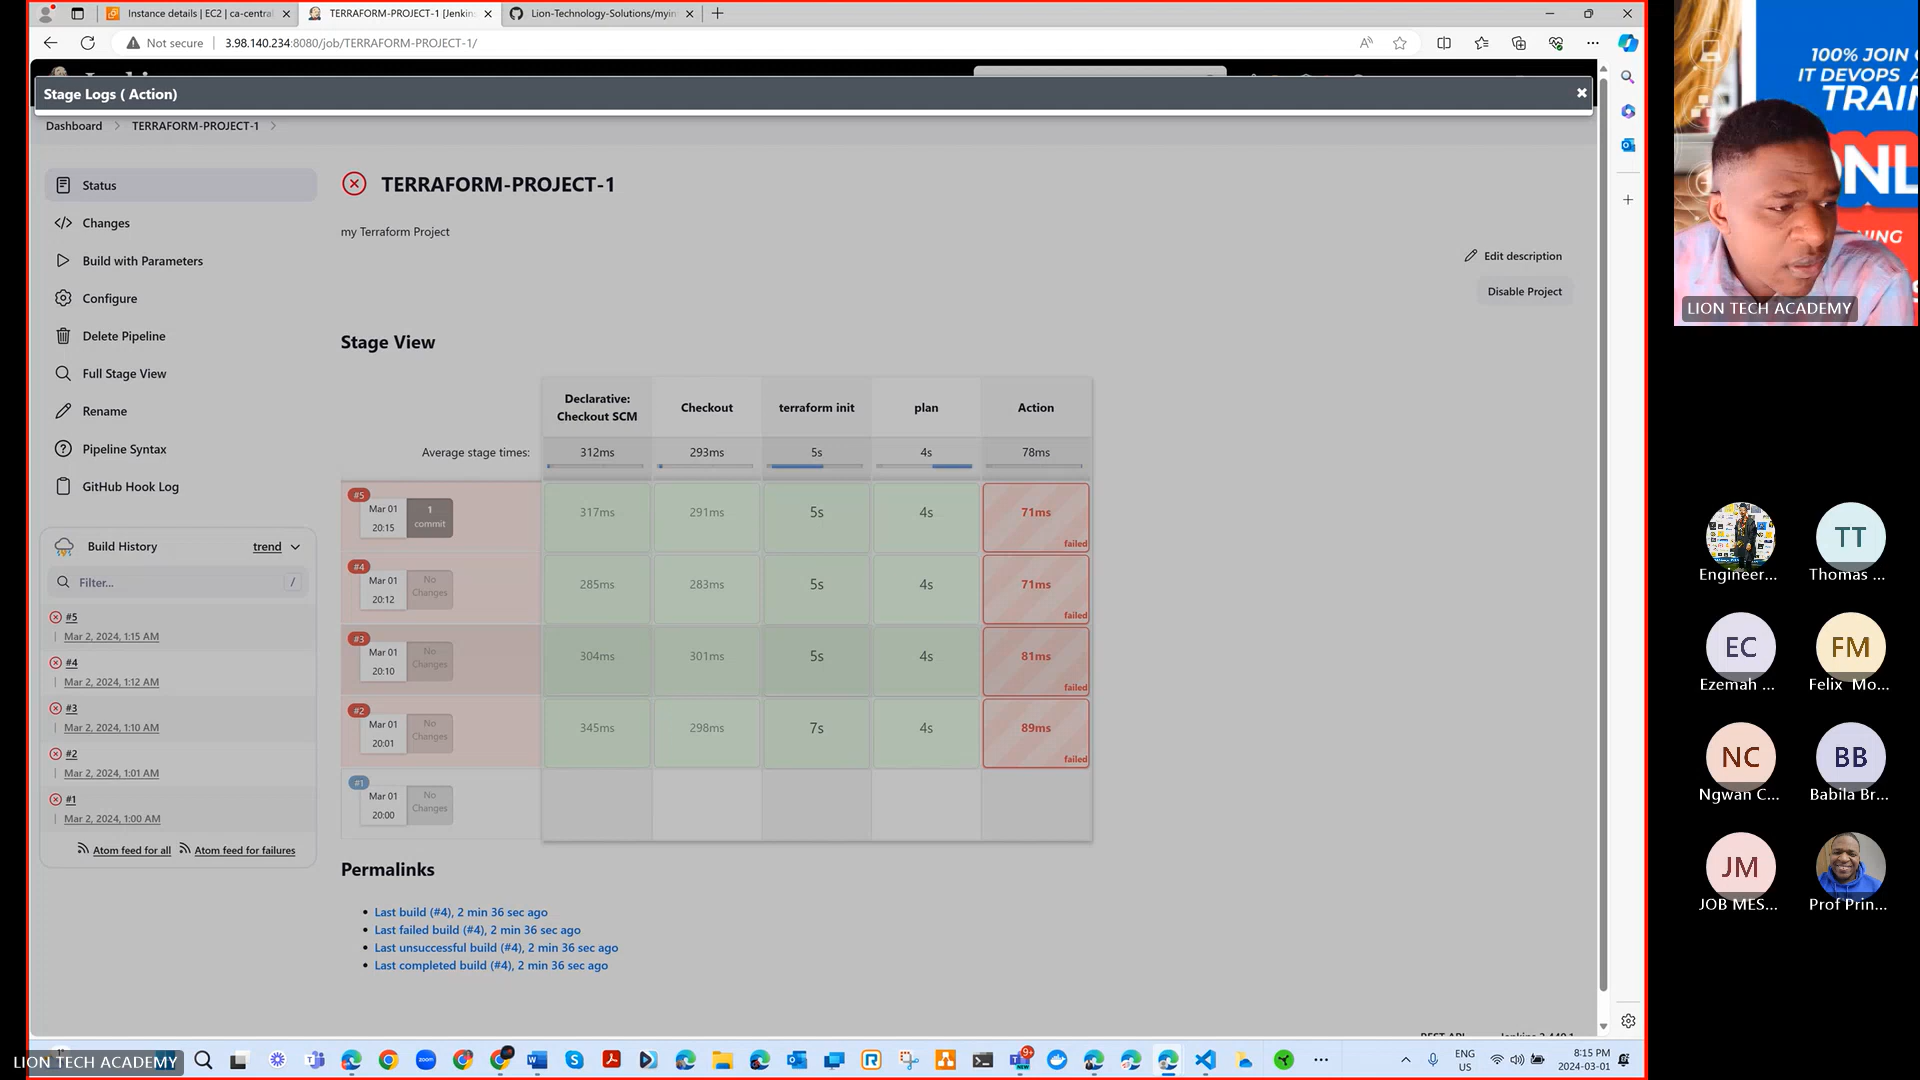 Instance details | EC2 | ca-central
TERRAFORM-PROJECT-1 [Jenkins
Lion-Technology-Solutions/myin
Not secure
3.98.140.234:8080/job/TERRAFORM-PROJECT-1/
Stage Logs ( Action)
Dashboard
TERRAFORM-PROJECT-1
Status
Changes
Build with Parameters
Configure
Delete Pipeline
Full Stage View
Rename
Pipeline Syntax
GitHub Hook Log
TERRAFORM-PROJECT-1
my Terraform Project
Edit description
Disable Project
Stage View
Declarative: Checkout SCM
Checkout
terraform init
plan
Action
Average stage times:
312ms
293ms
5s
4s
78ms
#5
Mar 01
20:15
1 commit
317ms
291ms
5s
4s
71ms
failed
#4
Mar 01
20:12
No Changes
285ms
283ms
5s
4s
71ms
failed
#3
Mar 01
20:10
No Changes
304ms
301ms
5s
4s
81ms
failed
#2
Mar 01
20:01
No Changes
345ms
298ms
7s
4s
89ms
failed
#1
Mar 01
20:00
No Changes
Build History
trend
Filter...
/
#5
Mar 2, 2024, 1:15 AM
#4
Mar 2, 2024, 1:12 AM
#3
Mar 2, 2024, 1:10 AM
#2
Mar 2, 2024, 1:01 AM
#1
Mar 2, 2024, 1:00 AM
Atom feed for all
Atom feed for failures
Permalinks
Last build (#4), 2 min 36 sec ago
Last failed build (#4), 2 min 36 sec ago
Last unsuccessful build (#4), 2 min 36 sec ago
Last completed build (#4), 2 min 36 sec ago
LION TECH ACADEMY
ENG
US
8:15 PM
2024-03-01
100% JOIN
IT DEVOPS
TRAI
ONL
NING
LION TECH ACADEMY
Engineer...
TT
Thomas ...
EC
Ezemah ...
FM
Felix Mo...
NC
Ngwan C...
BB
Babila Br...
JM
JOB MES...
Prof Prin...